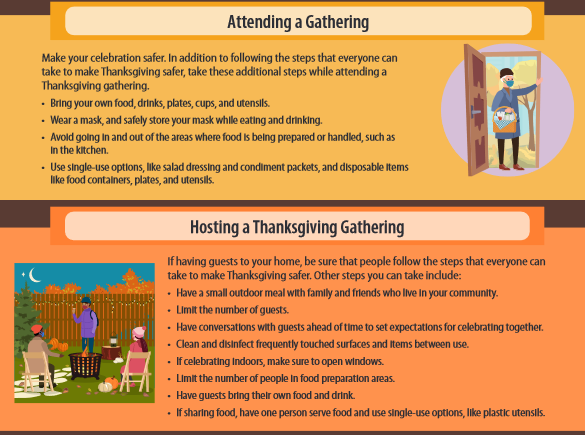 Attending a Gathering
Make your celebration safer. In addition to following the steps that everyone can
take to make Thanksgiving safer, take these additional steps while attending a
Thanksgiving gathering.
• Bring your own food, drinks, plates, cups, and utensils.
• Wear a mask, and safely store your mask while eating and drinking.
• Avoid going in and out of the areas where food is being prepared or handled, such as
in the kitchen.
• Use single-use options, like salad dressing and condiment packets, and disposable items
like food containers, plates, and utensils.
Hosting a Thanksgiving Gathering
If having guests to your home, be sure that people follow the steps that everyone can
take to make Thanksgiving safer. Other steps you can take include:
• Have a small outdoor meal with family and friends who live in your community.
• Limit the number of guests.
• Have conversations with guests ahead of time to set expectations for celebrating together.
• Clean and disinfect frequently touched surfaces and items between use.
• If celebrating indoors, make sure to open windows.
• Limit the number of people in food preparation areas.
• Have guests bring their own food and drink.
• If sharing food, have one person serve food and use single-use options, like plastic utensils.